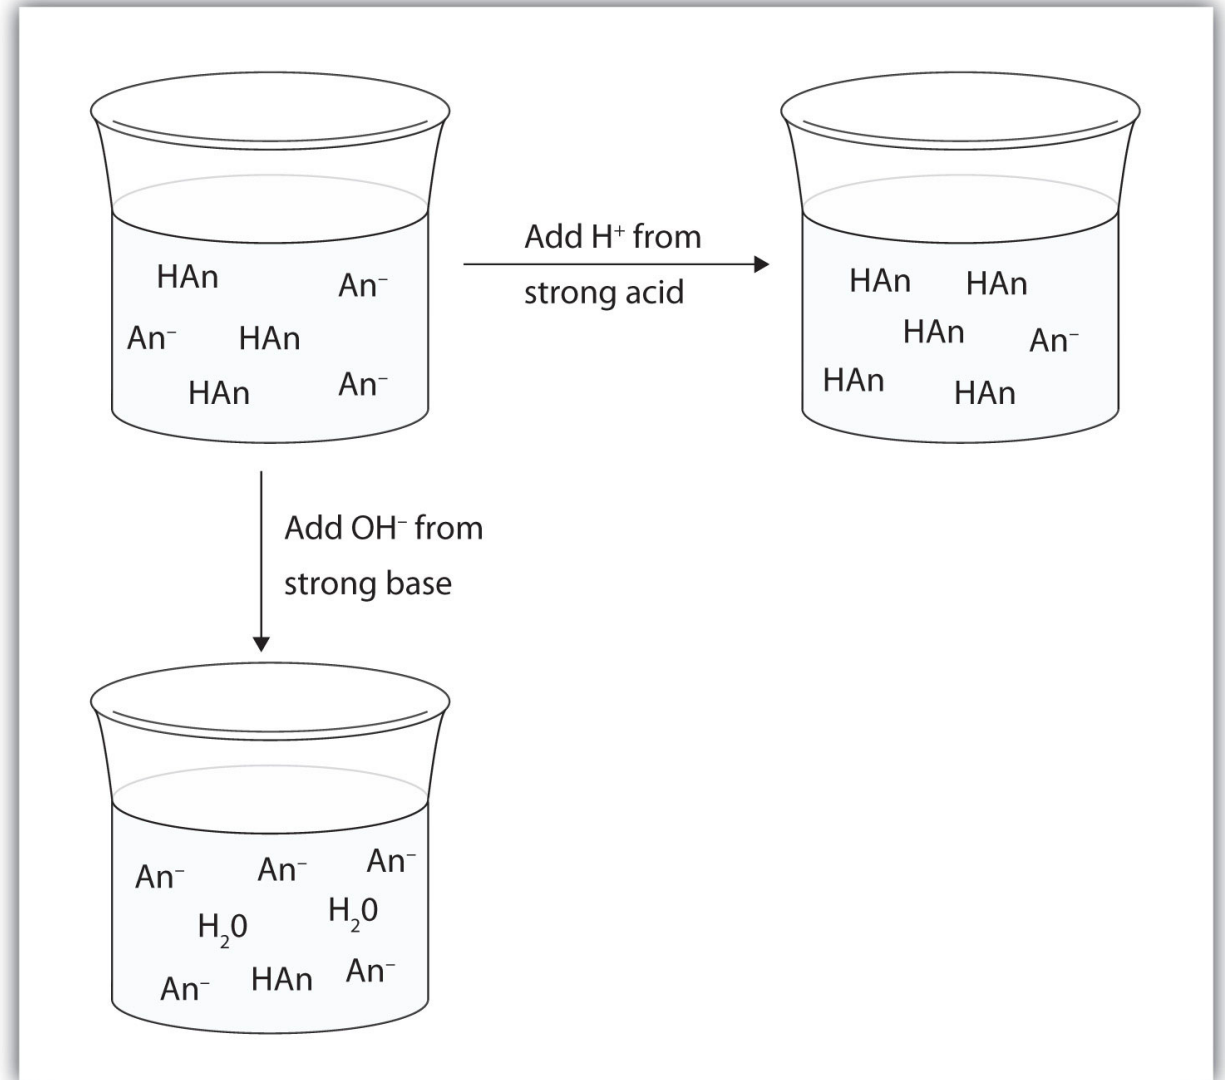 HAn
An⁻
An⁻
HAn
HAn
An⁻
Add H⁺ from
strong acid
HAn
HAn
HAn
An⁻
HAn
HAn
Add OH⁻ from
strong base
An⁻
An⁻
An⁻
H₂0
H₂0
An⁻
HAn
An⁻